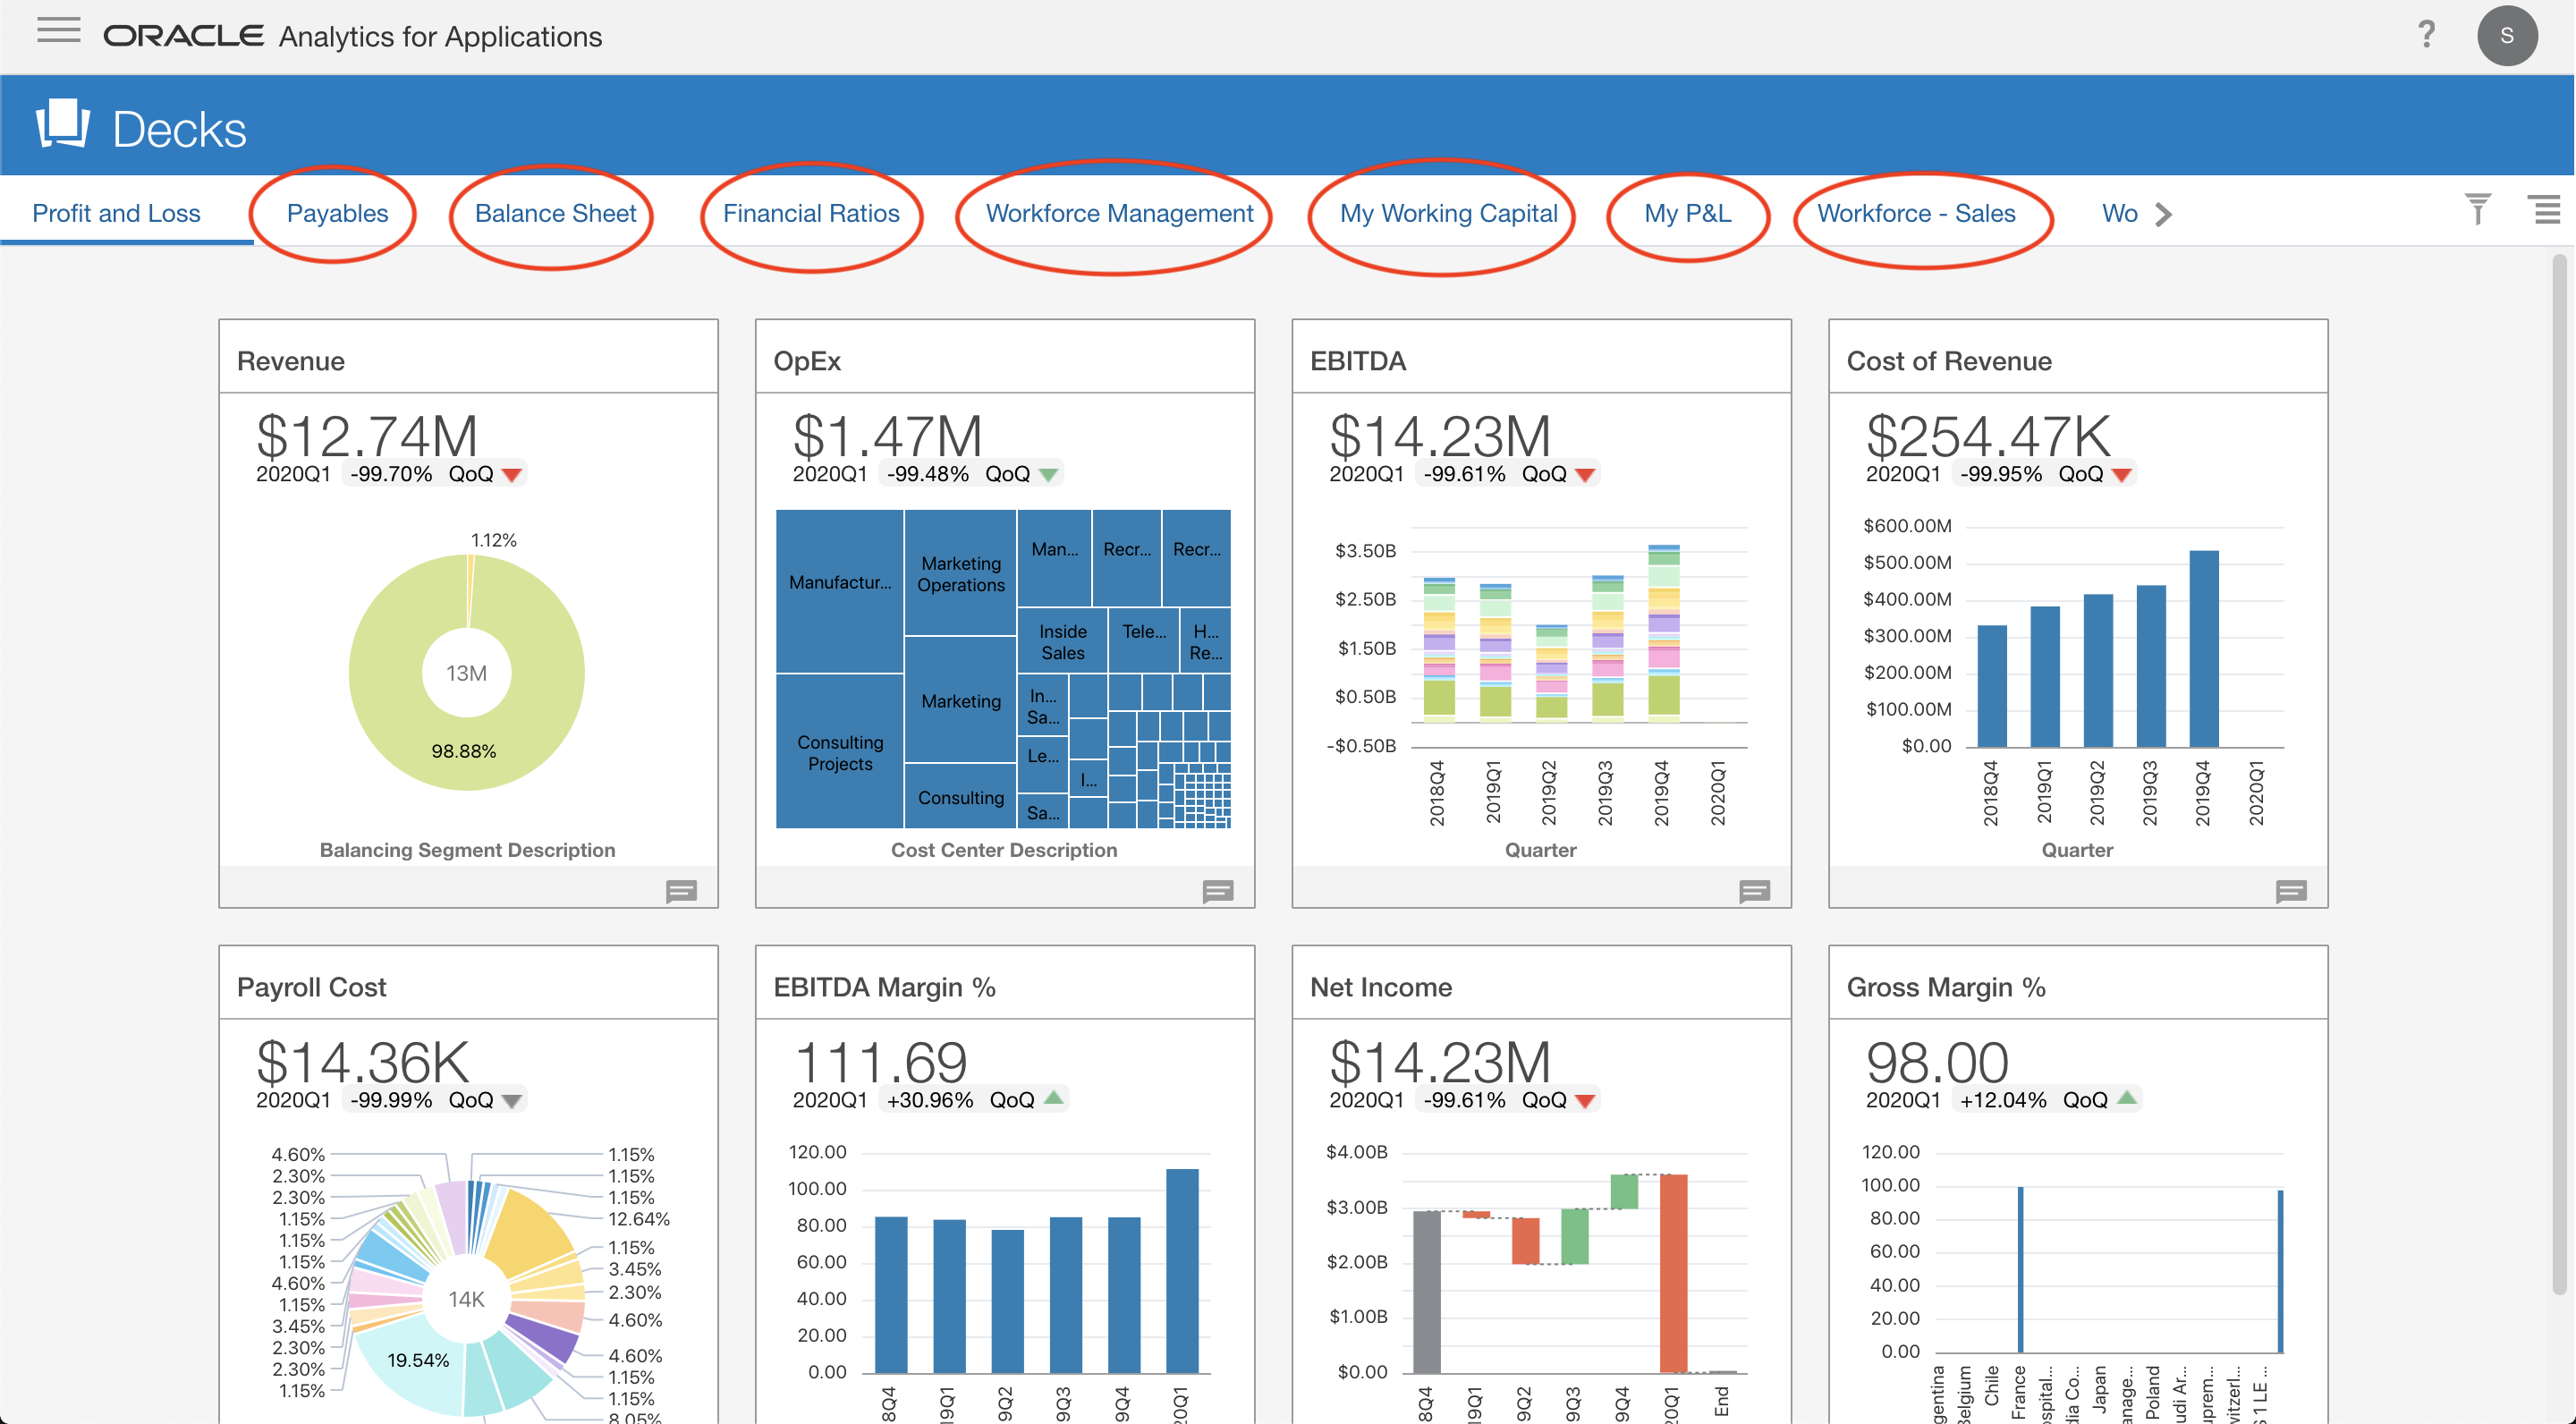 ORACLE Analytics for Applications
?
S
Decks
Profit and Loss Payables Balance Sheet Financial Ratios Workforce Management My Working Capital My P&L Workforce - Sales Wo
Revenue
$12.74M
2020Q1 -99.70% QoQ
1.12%
13M
98.88%
Balancing Segment Description
OpEx
$1.47M
2020Q1 -99.48% QoQ
Manufactur...
Marketing
Operations
Man...
Recr...
Recr...
Inside
Sales
Tele...
H...
Re...
Consulting
Projects
Marketing
In...
Sa...
Le...
I...
Consulting
Sa...
Cost Center Description
EBITDA
$14.23M
2020Q1 -99.61% QoQ
$3.50B
$2.50B
$1.50B
$0.50B
-$0.50B
2018Q4
2019Q1
2019Q2
2019Q3
2019Q4
2020Q1
Quarter
Cost of Revenue
$254.47K
2020Q1 -99.95% QoQ
$600.00M
$500.00M
$400.00M
$300.00M
$200.00M
$100.00M
$0.00
2018Q4
2019Q1
2019Q2
2019Q3
2019Q4
2020Q1
Quarter
Payroll Cost
$14.36K
2020Q1 -99.99% QoQ
4.60%
2.30%
2.30%
1.15%
1.15%
1.15%
4.60%
1.15%
3.45%
2.30%
2.30%
1.15%
1.15%
1.15%
1.15%
12.64%
1.15%
3.45%
2.30%
4.60%
4.60%
1.15%
1.15%
8.05%
14K
19.54%
EBITDA Margin %
111.69
2020Q1 +30.96% QoQ
120.00
100.00
80.00
60.00
40.00
20.00
0.00
8Q4
19Q1
9Q2
9Q3
9Q4
20Q1
Net Income
$14.23M
2020Q1 -99.61% QoQ
$4.00B
$3.00B
$2.00B
$1.00B
$0.00
8Q4
19Q1
9Q2
9Q3
9Q4
20Q1
End
Gross Margin %
98.00
2020Q1 +12.04% QoQ
120.00
100.00
80.00
60.00
40.00
20.00
0.00
gentina
Belgium
Chile
France
ospital...
dia Co...
Japan
anage...
Poland
udi Ar...
uprem...
vitzerl...
S1 LE ...